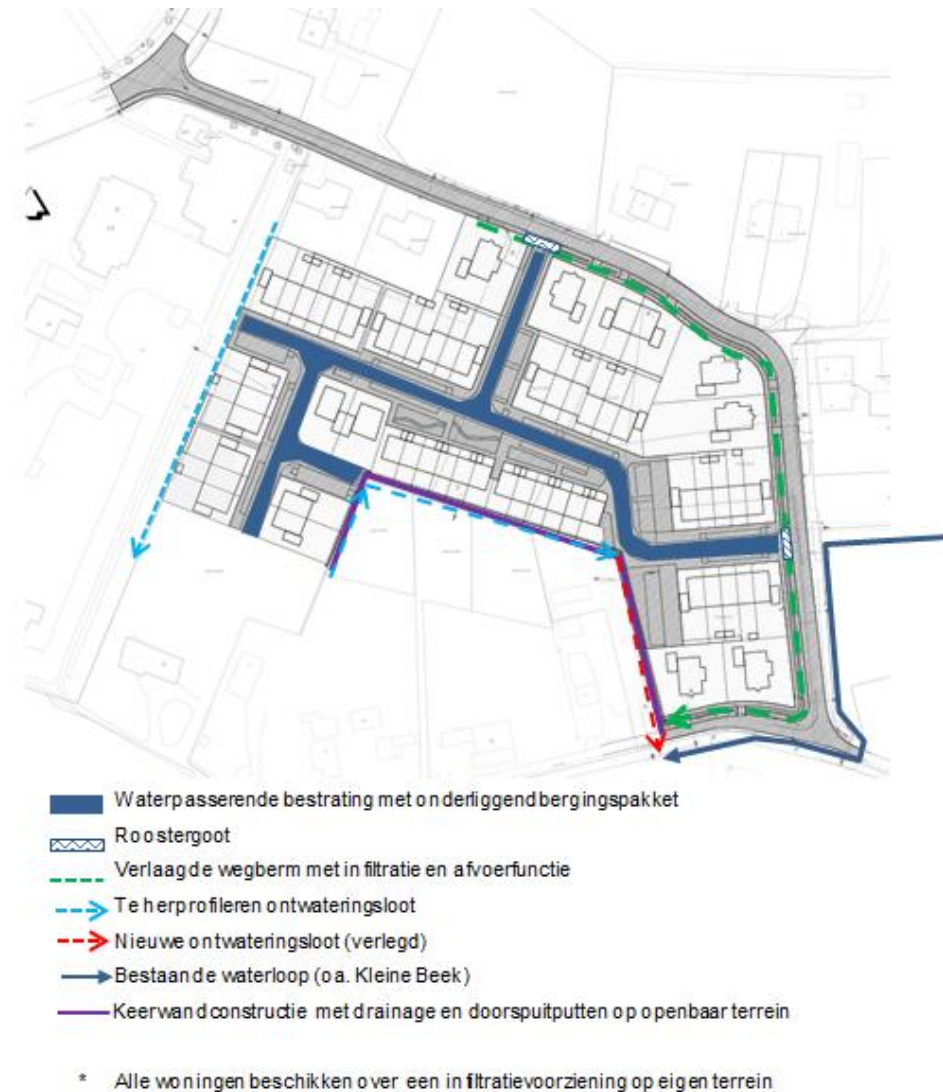 Waterpasserende bestrating met onderliggend bergingspakket
Roostergoot
Verlaagde wegberm met infiltratie en afvoerfunctie
Te herprofileren ontwateringsloot
Nieuwe ontwateringsloot (verlegd)
Bestaande waterloop (oa. Kleine Beek)
Keerwandconstructie met drainage en doorspuitputten op openbaar terrein
* Alle woningen beschikken over een infiltratievoorziening op eigen terrein